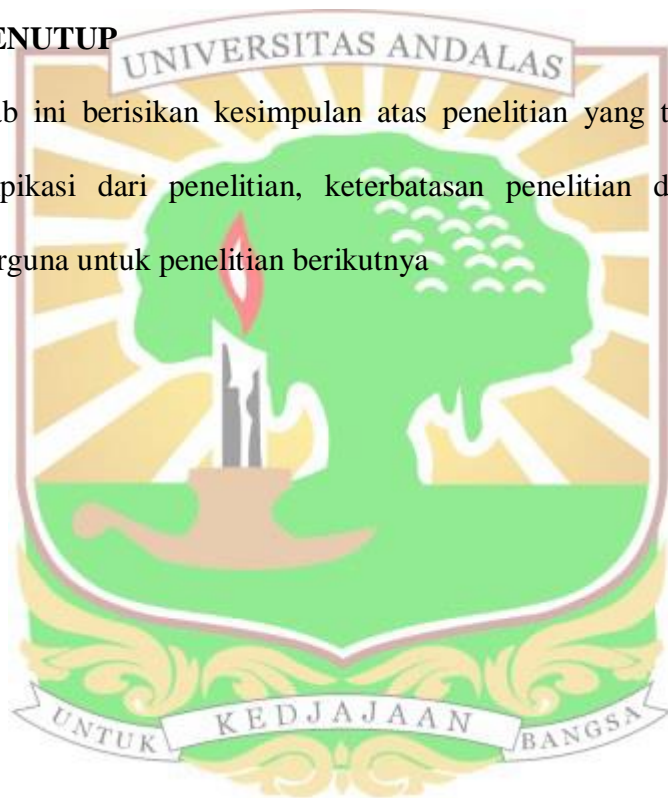 ENUTUP
UNIVERSITAS ANDALAS
ab ini berisikan kesimpulan atas penelitian yang t
pikasi dari penelitian, keterbatasan penelitian d
rguna untuk penelitian berikutnya
UNTUK KEDJAJAAN BANGSA